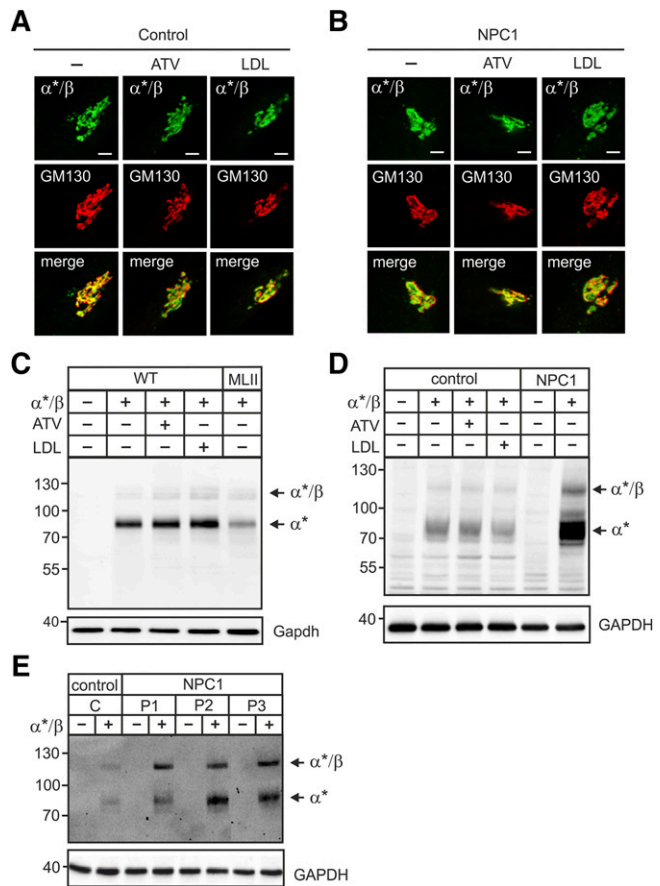 A
Control
– ATV LDL
α*/β α*/β α*/β
GM130 GM130 GM130
merge merge merge
B
NPC1
– ATV LDL
α*/β α*/β α*/β
GM130 GM130 GM130
merge merge merge
C
WT MLII
α*/β – + + + +
ATV – – + – –
LDL – – – + –
130
100
70
55
40
α*/β
α*
Gapdh
D
control NPC1
α*/β – + + + – +
ATV – – + – – –
LDL – – – + – –
130
100
70
55
40
α*/β
α*
GAPDH
E
control NPC1
C P1 P2 P3
α*/β – + – + – + – +
130
100
70
40
α*/β
α*
GAPDH